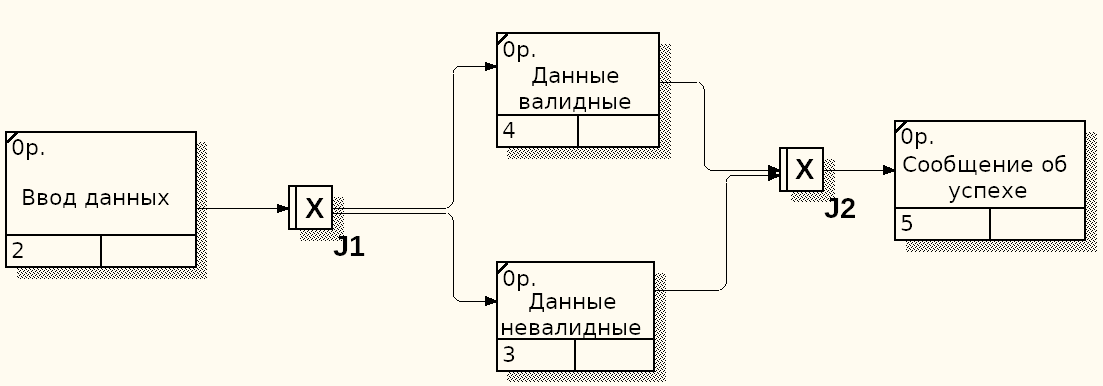 0р.
Ввод данных
2
X
J1
0р.
Данные
валидные
4
0р.
Данные
невалидные
3
X
J2
0р.
Сообщение об
успехе
5